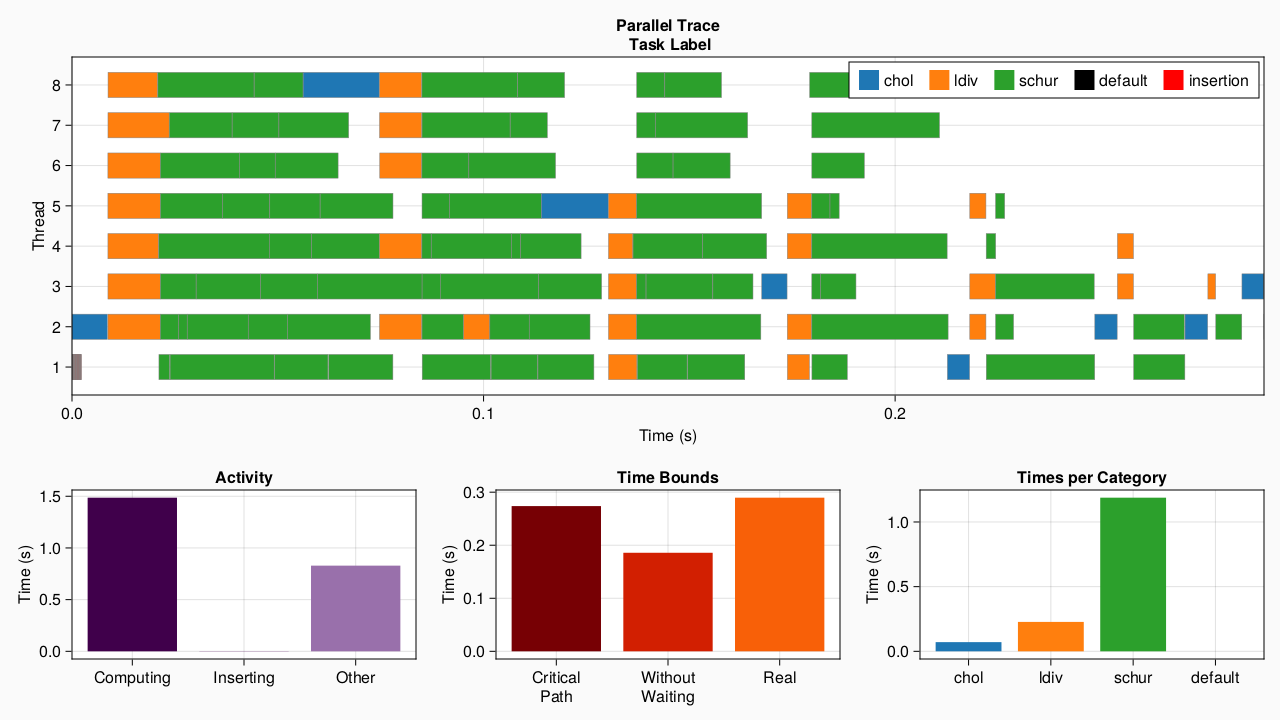 Parallel Trace
Task Label
chol
ldiv
schur
default
insertion
Thread
8
7
6
5
4
3
2
1
0.0
0.1
0.2
Time (s)
Activity
Time (s)
1.5
1.0
0.5
0.0
Computing
Inserting
Other
Time Bounds
Time (s)
0.3
0.2
0.1
0.0
Critical
Path
Without
Waiting
Real
Times per Category
Time (s)
1.0
0.5
0.0
chol
ldiv
schur
default